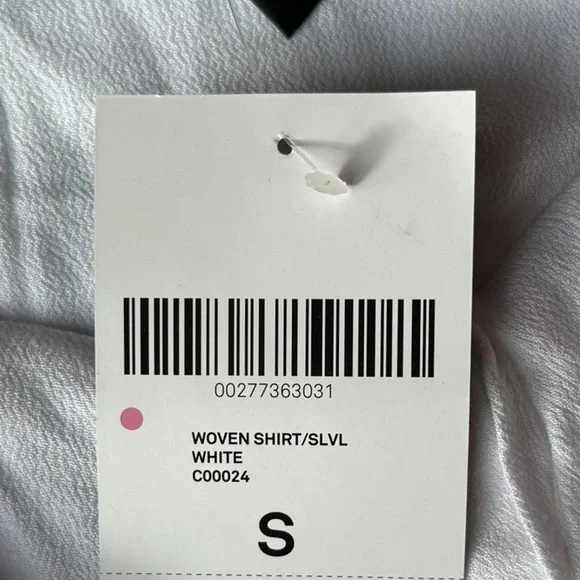 00277363031
WOVEN SHIRT/SLVL
WHITE
C00024
S